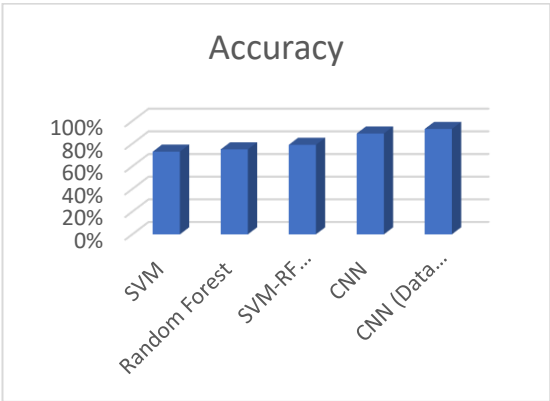 Accuracy
100%
80%
60%
40%
20%
0%
SVM
Random Forest
SVM-RF...
CNN
CNN (Data...